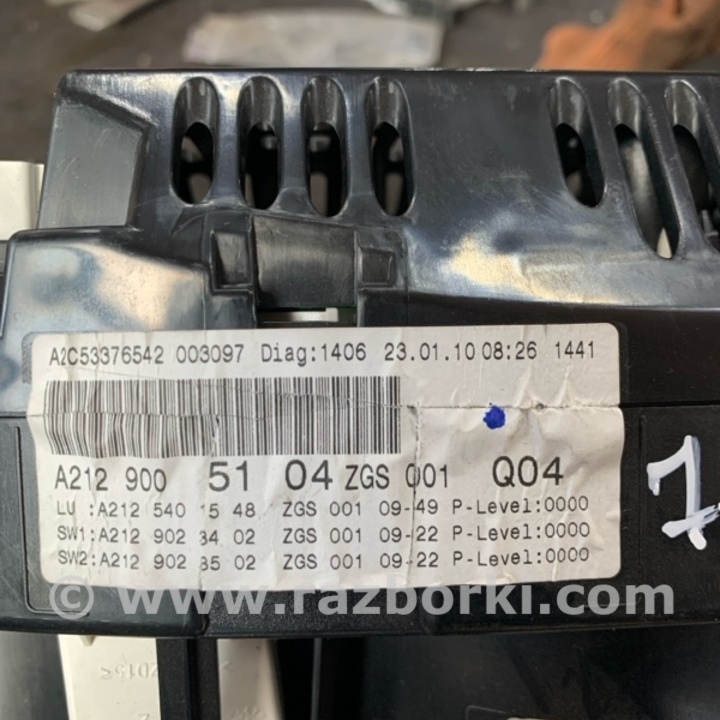 A2C53376542 003097 Diag:1406 23.01.10 08:26 1441
A212 900 51 04 ZGS 001 Q04
LU :A212 540 15 48 ZGS 001 09-49 P-Level:0000
SW1:A212 902 34 02 ZGS 001 09-22 P-Level:0000
SW2:A212 902 35 02 ZGS 001 09-22 P-Level:0000
7
© www.razborki.com